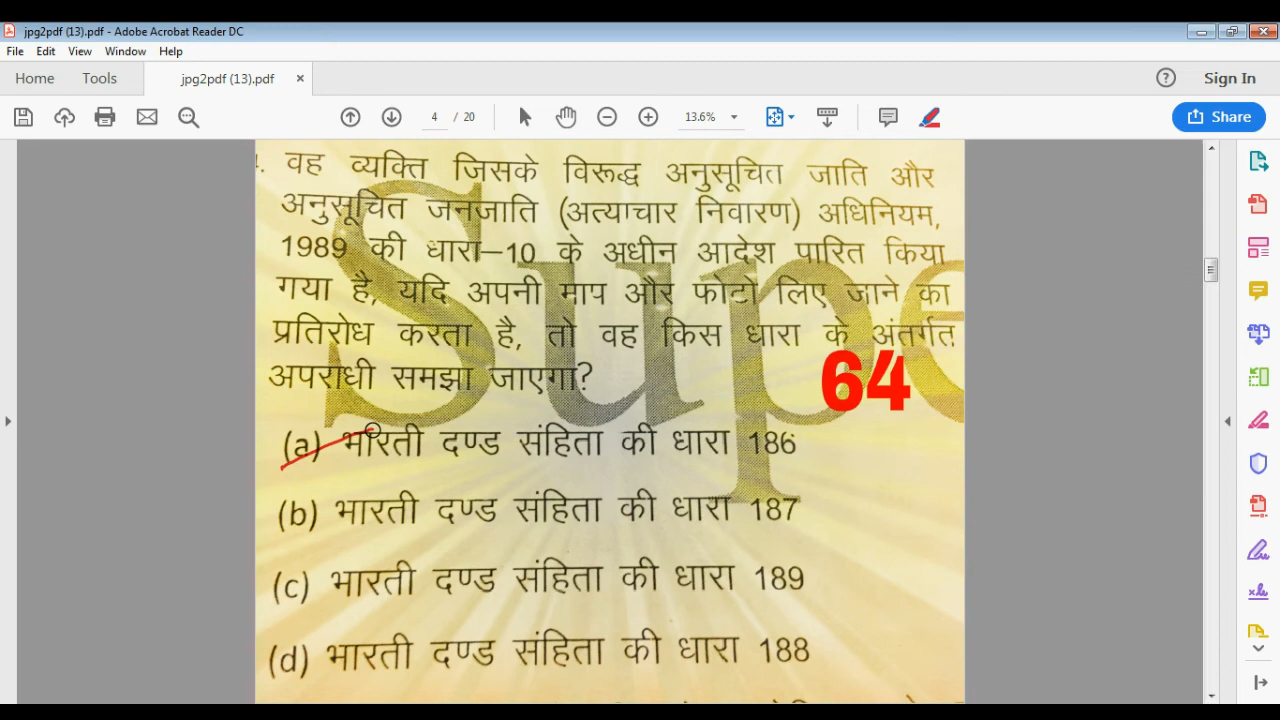 jpg2pdf (13).pdf - Adobe Acrobat Reader DC
File Edit View Window Help
Home Tools jpg2pdf (13).pdf × Sign In
4 / 20 13.6% Share
4. वह व्यक्ति जिसके विरूद्ध अनुसूचित जाति और
अनुसूचित जनजाति (अत्याचार निवारण) अधिनियम,
1989 की धारा–10 के अधीन आदेश पारित किया
गया है, यदि अपनी माप और फोटो लिए जाने का
प्रतिरोध करता है, तो वह किस धारा के अंतर्गत
अपराधी समझा जाएगा?
64
(a) भारती दण्ड संहिता की धारा 186
(b) भारती दण्ड संहिता की धारा 187
(c) भारती दण्ड संहिता की धारा 189
(d) भारती दण्ड संहिता की धारा 188
Supe